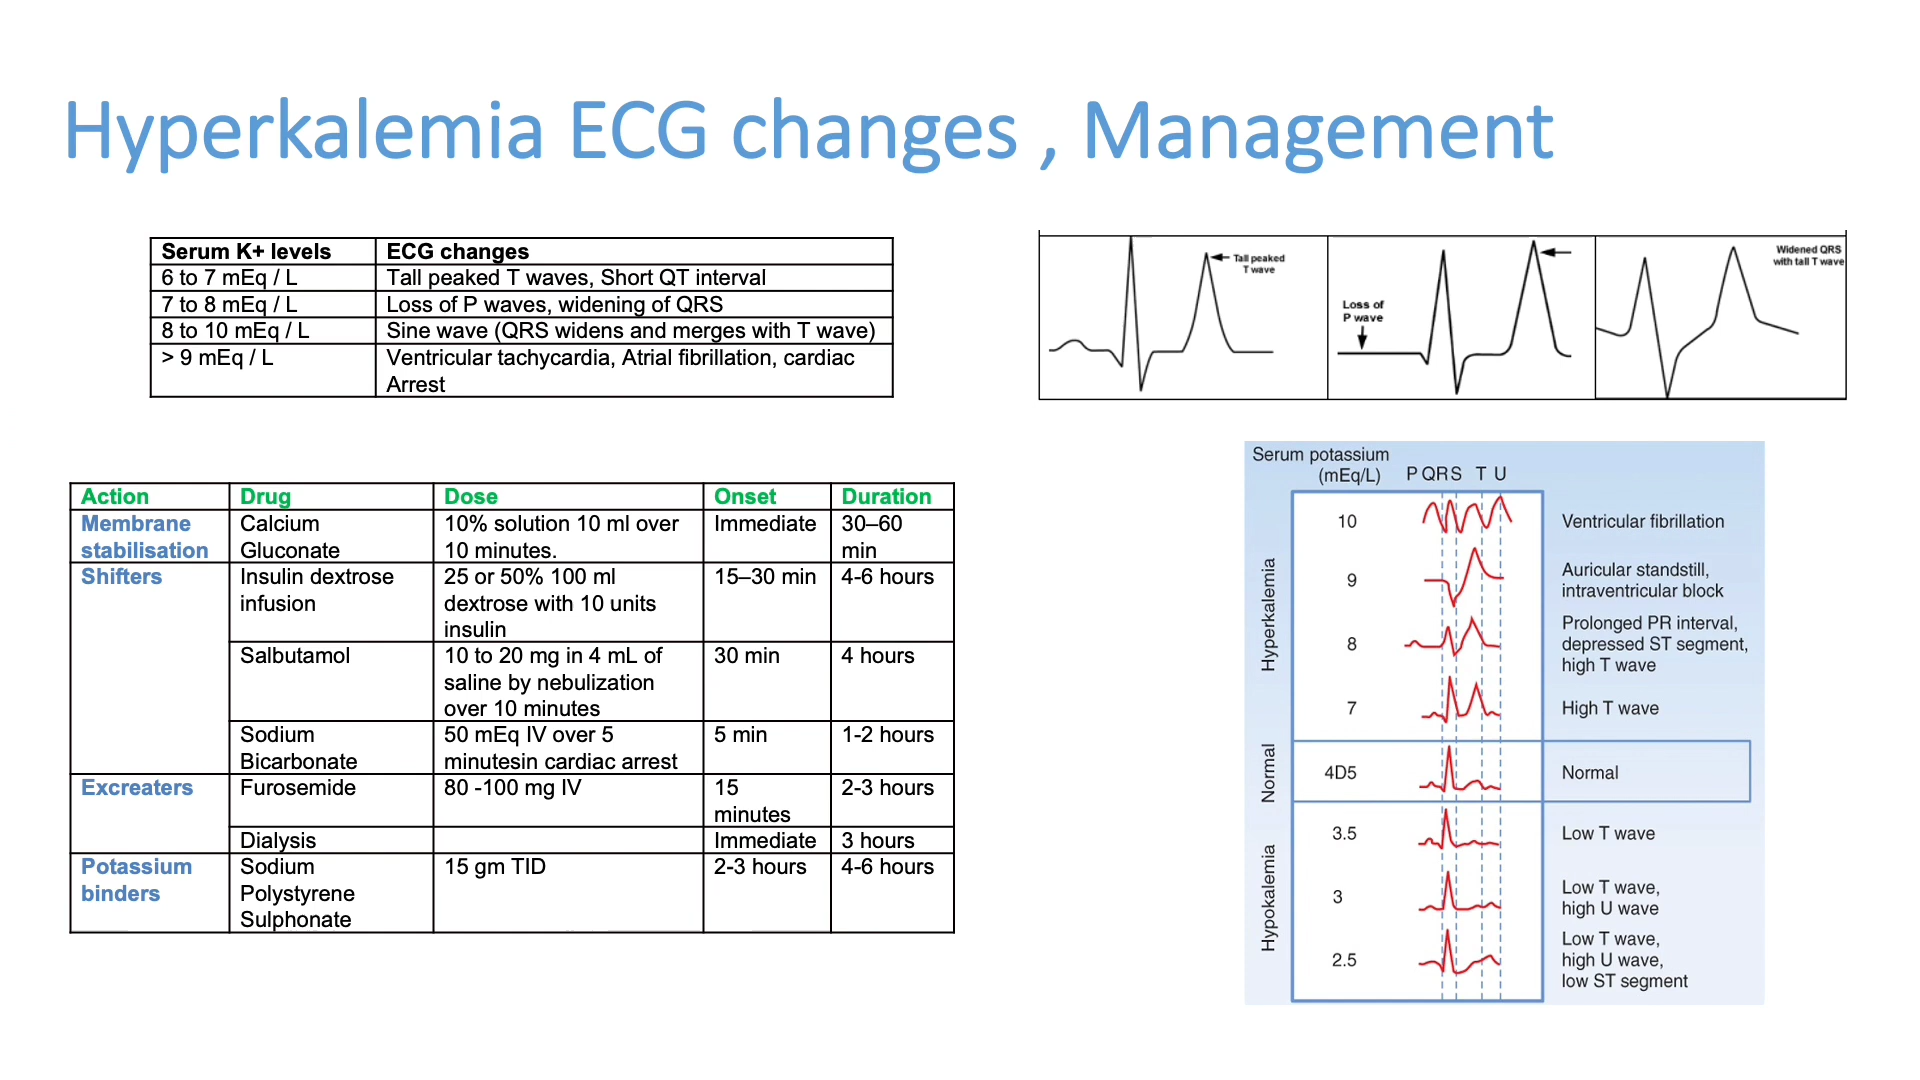 Hyperkalemia ECG changes , Management
Serum K+ levels ECG changes
6 to 7 mEq / L Tall peaked T waves, Short QT interval
7 to 8 mEq / L Loss of P waves, widening of QRS
8 to 10 mEq / L Sine wave (QRS widens and merges with T wave)
> 9 mEq / L Ventricular tachycardia, Atrial fibrillation, cardiac
Arrest
Tall peaked
T wave
Loss of
P wave
Widened QRS
with tall T wave
Action Drug Dose Onset Duration
Membrane Calcium 10% solution 10 ml over Immediate 30–60
stabilisation Gluconate 10 minutes. min
Shifters Insulin dextrose 25 or 50% 100 ml 15–30 min 4-6 hours
infusion dextrose with 10 units
insulin
Salbutamol 10 to 20 mg in 4 mL of 30 min 4 hours
saline by nebulization
over 10 minutes
Sodium 50 mEq IV over 5 5 min 1-2 hours
Bicarbonate minutesin cardiac arrest
Excreaters Furosemide 80 -100 mg IV 15 2-3 hours
minutes
Dialysis Immediate 3 hours
Potassium Sodium 15 gm TID 2-3 hours 4-6 hours
binders Polystyrene
Sulphonate
Serum potassium
(mEq/L) P QRS T U
Hyperkalemia
10 Ventricular fibrillation
9 Auricular standstill,
intraventricular block
8 Prolonged PR interval,
depressed ST segment,
high T wave
7 High T wave
Normal
4D5 Normal
Hypokalemia
3.5 Low T wave
3 Low T wave,
high U wave
2.5 Low T wave,
high U wave,
low ST segment